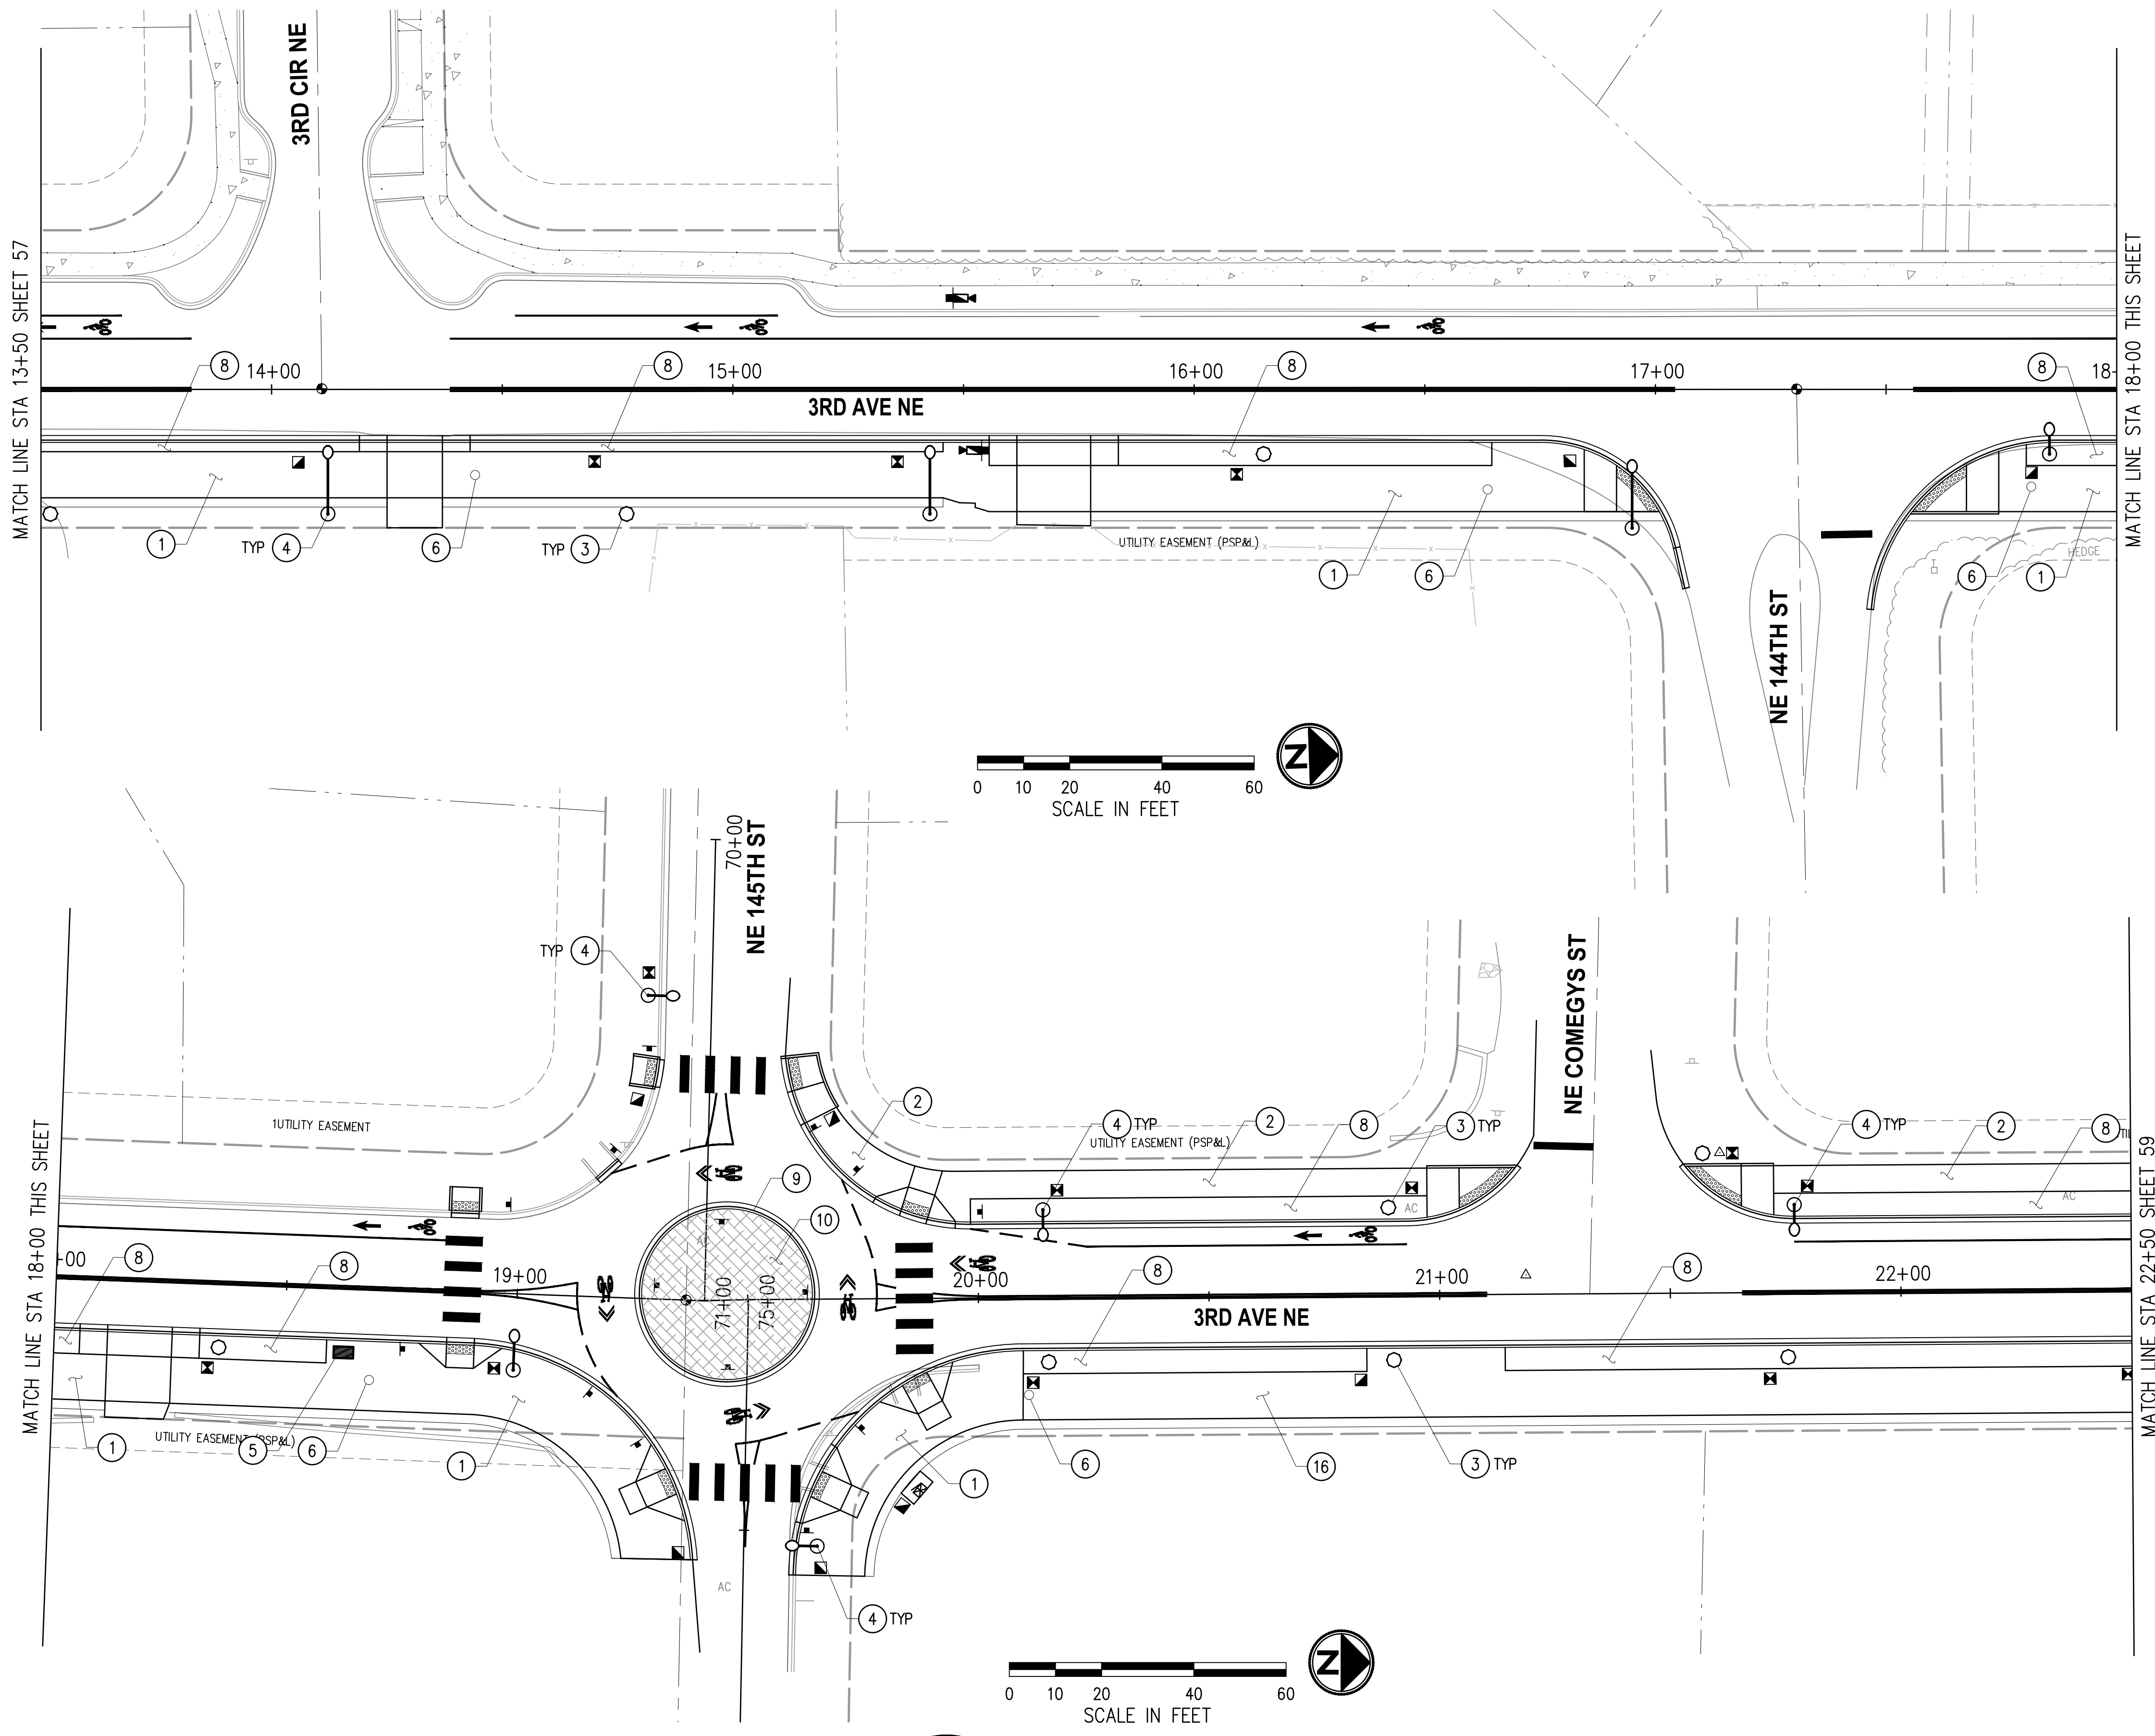 3RD CIR NE
MATCH LINE STA 13+50 SHEET 57
MATCH LINE STA 18+00 THIS SHEET
8
14+00
8
15+00
16+00
8
17+00
8
18-
3RD AVE NE
1
TYP 4
6
TYP 3
UTILITY EASEMENT (PSP&L)
1
6
6
1
HEDGE
NE 144TH ST
0 10 20 40 60
SCALE IN FEET
N
70+00
NE 145TH ST
NE COMEGYS ST
TYP 4
MATCH LINE STA 18+00 THIS SHEET
MATCH LINE STA 22+50 SHEET 59
1UTILITY EASEMENT
2
4 TYP
2
8
3 TYP
4 TYP
2
8
UTILITY EASEMENT (PSP&L)
9
10
AC
AC
AC
+00
8
8
19+00
71+00
75+00
20+00
8
21+00
8
22+00
3RD AVE NE
UTILITY EASEMENT (PSP&L)
1
5
6
1
1
6
16
3 TYP
AC
4 TYP
0 10 20 40 60
SCALE IN FEET
N